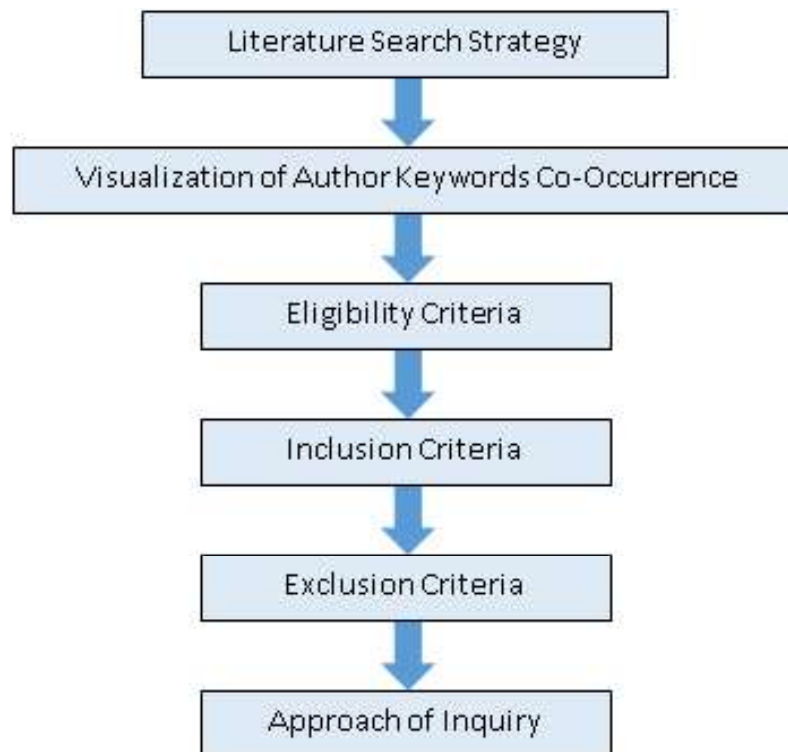 Literature Search Strategy
Visualization of Author Keywords Co-Occurrence
Eligibility Criteria
Inclusion Criteria
Exclusion Criteria
Approach of Inquiry